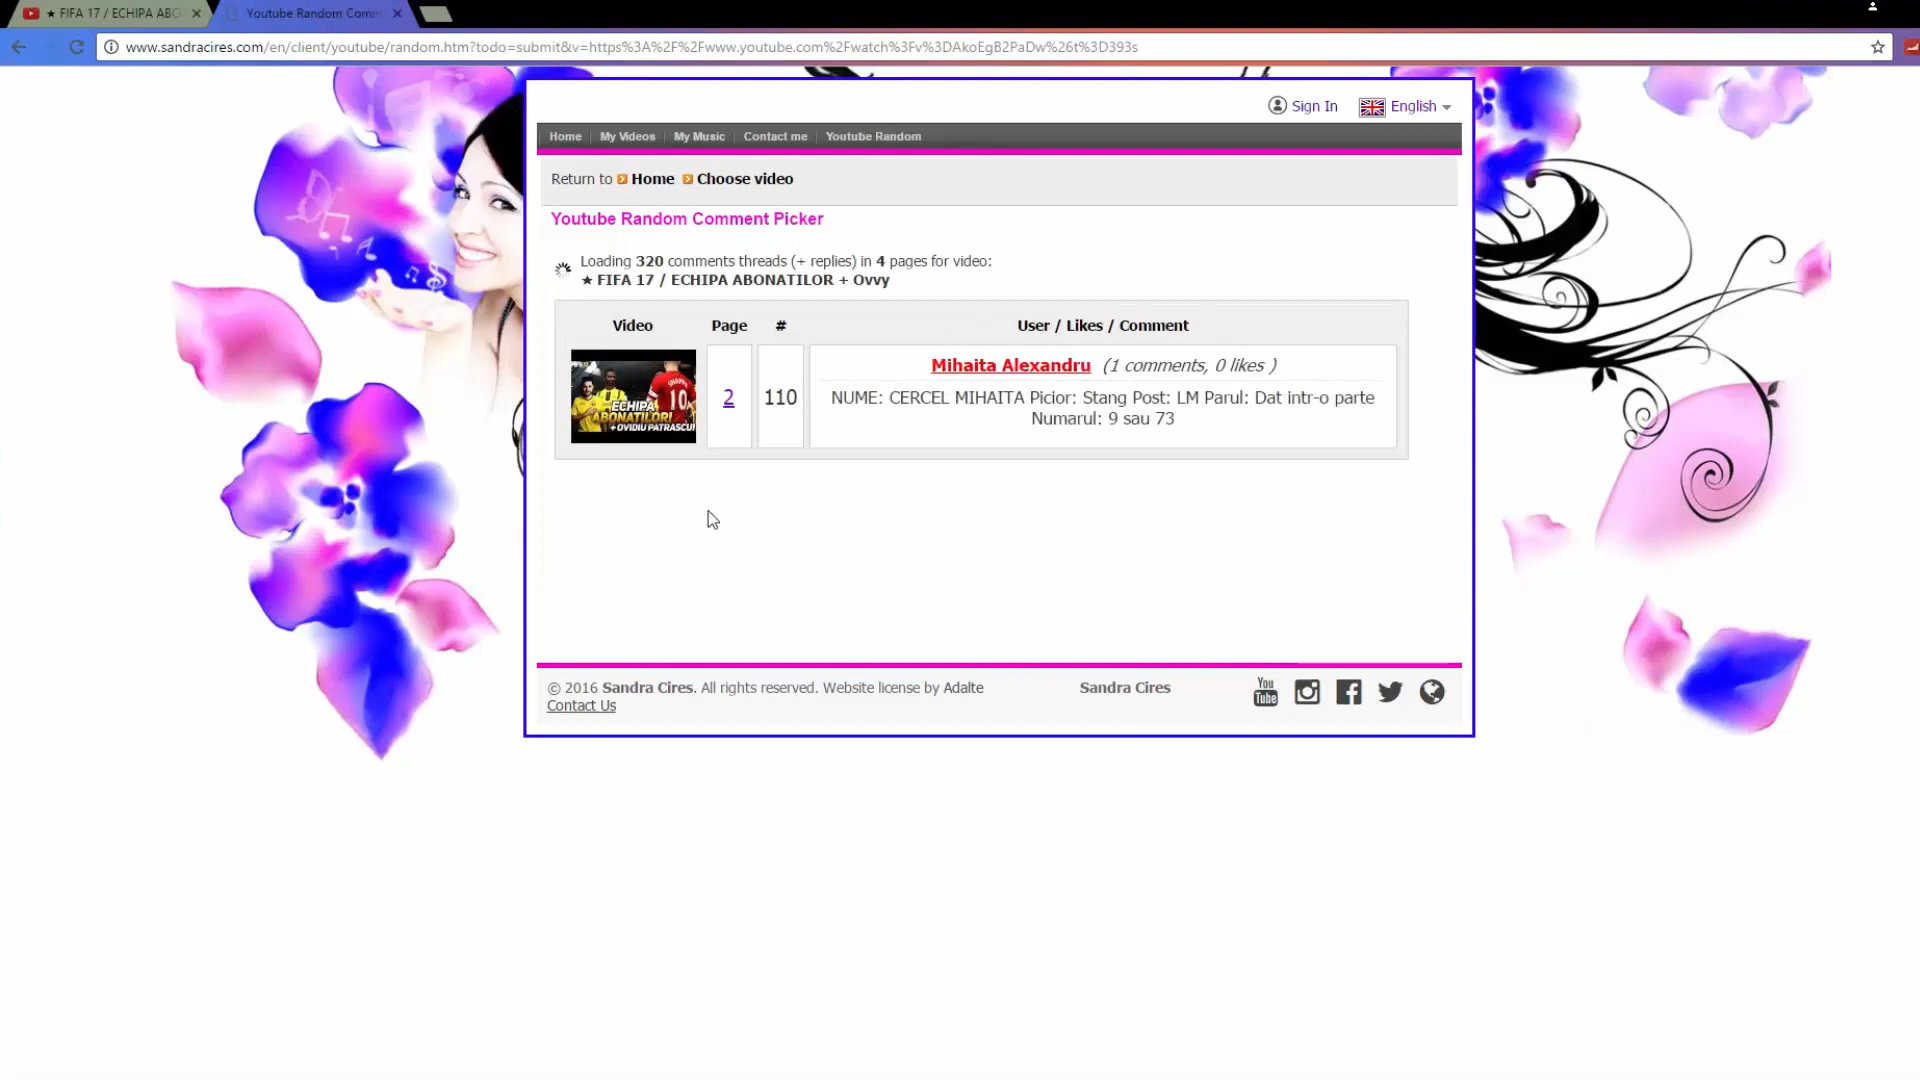 ★ FIFA 17 / ECHIPA ABO
Youtube Random Com
www.sandracires.com/en/client/youtube/random.htm?todo=submit&v=https%3A%2F%2Fwww.youtube.com%2Fwatch%3Fv%3DAkoEgB2PaDw%26t%3D393s
Sign In English
Home My Videos My Music Contact me Youtube Random
Return to Home Choose video
Youtube Random Comment Picker
Loading 320 comments threads (+ replies) in 4 pages for video:
★ FIFA 17 / ECHIPA ABONATILOR + Ovvy
Video Page # User / Likes / Comment
Mihaita Alexandru (1 comments, 0 likes )
SNAPY
10
ECHIPA
ABONATILOR!
+ OVIDIU PATRASCU!
2 110
NUME: CERCEL MIHAITA Picior: Stang Post: LM Parul: Dat intr-o parte
Numarul: 9 sau 73
© 2016 Sandra Cires. All rights reserved. Website license by Adalte
Contact Us
Sandra Cires
You
Tube